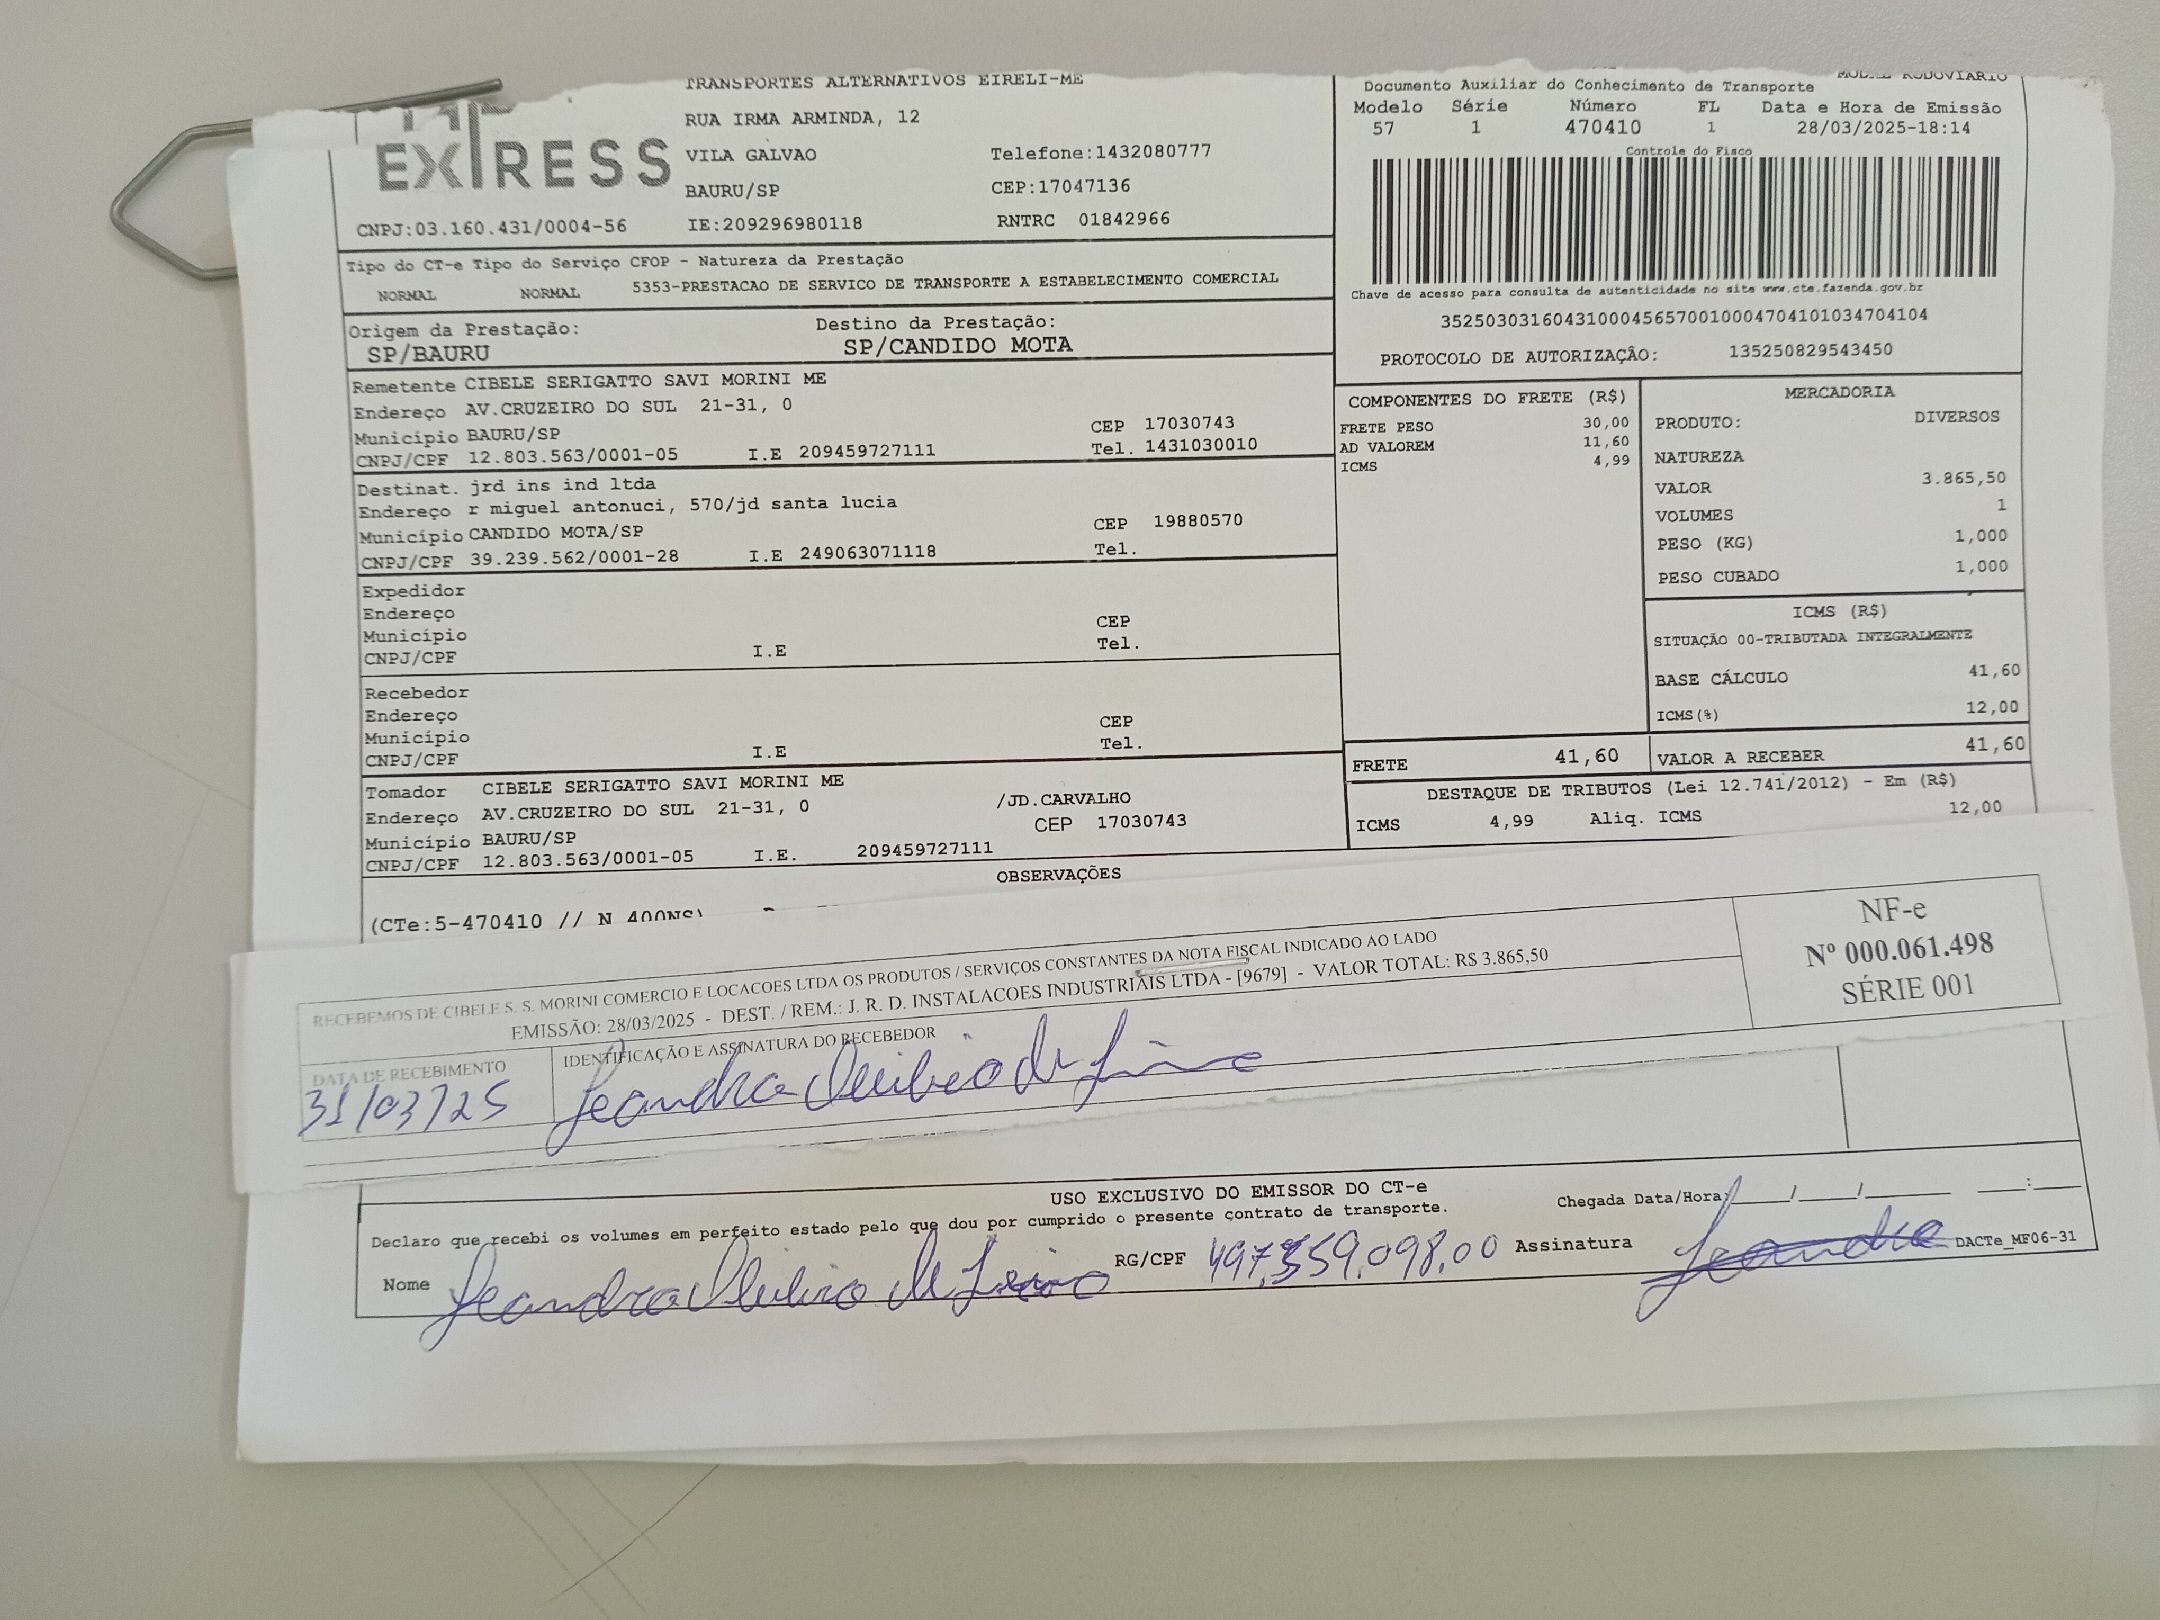 TRANSPORTES ALTERNATIVOS EIRELI-ME
EXPRESS
RUA IRMA ARMINDA, 12
VILA GALVAO Telefone:1432080777
BAURU/SP CEP:17047136
CNPJ:03.160.431/0004-56 IE:209296980118 RNTRC 01842966
Tipo do CT-e Tipo do Serviço CFOP - Natureza da Prestação
NORMAL NORMAL 5353-PRESTACAO DE SERVICO DE TRANSPORTE A ESTABELECIMENTO COMERCIAL
Origem da Prestação: Destino da Prestação:
SP/BAURU SP/CANDIDO MOTA
Remetente CIBELE SERIGATTO SAVI MORINI ME
Endereço AV.CRUZEIRO DO SUL 21-31, 0
Município BAURU/SP CEP 17030743
CNPJ/CPF 12.803.563/0001-05 I.E 209459727111 Tel. 1431030010
Destinat. jrd ins ind ltda
Endereço r miguel antonuci, 570/jd santa lucia
Município CANDIDO MOTA/SP CEP 19880570
CNPJ/CPF 39.239.562/0001-28 I.E 249063071118 Tel.
Expedidor
Endereço
Município CEP
CNPJ/CPF I.E Tel.
Recebedor
Endereço
Município CEP
CNPJ/CPF I.E Tel.
Tomador CIBELE SERIGATTO SAVI MORINI ME
Endereço AV.CRUZEIRO DO SUL 21-31, 0 /JD.CARVALHO
Município BAURU/SP CEP 17030743
CNPJ/CPF 12.803.563/0001-05 I.E. 209459727111
MODAL RODOVIARIO
Documento Auxiliar do Conhecimento de Transporte
Modelo Série Número FL Data e Hora de Emissão
57 1 470410 1 28/03/2025-18:14
Controle do Fisco
Chave de acesso para consulta de autenticidade no site www.cte.fazenda.gov.br
35250303160431000456570010004704101034704104
PROTOCOLO DE AUTORIZAÇÃO: 135250829543450
COMPONENTES DO FRETE (R$)
FRETE PESO 30,00
AD VALOREM 11,60
ICMS 4,99
MERCADORIA
PRODUTO: DIVERSOS
NATUREZA
VALOR 3.865,50
VOLUMES 1
PESO (KG) 1,000
PESO CUBADO 1,000
ICMS (R$)
SITUAÇÃO 00-TRIBUTADA INTEGRALMENTE
BASE CÁLCULO 41,60
ICMS(%) 12,00
FRETE 41,60 VALOR A RECEBER 41,60
DESTAQUE DE TRIBUTOS (Lei 12.741/2012) - Em (R$)
ICMS 4,99 Aliq. ICMS 12,00
OBSERVAÇÕES
(CTe:5-470410 // N
RECEBEMOS DE CIBELE S. S. MORINI COMERCIO E LOCACOES LTDA OS PRODUTOS / SERVIÇOS CONSTANTES DA NOTA FISCAL INDICADO AO LADO
EMISSÃO: 28/03/2025 - DEST. / REM.: J. R. D. INSTALACOES INDUSTRIAIS LTDA - [9679] - VALOR TOTAL: R$ 3.865,50
DATA DE RECEBIMENTO IDENTIFICAÇÃO E ASSINATURA DO RECEBEDOR
31/03/25 Leandra de
NF-e
Nº 000.061.498
SÉRIE 001
USO EXCLUSIVO DO EMISSOR DO CT-e
Declaro que recebi os volumes em perfeito estado pelo que dou por cumprido o presente contrato de transporte.
Chegada Data/Hora: / / :
Nome Leandra RG/CPF Assinatura Leandra DACTe_MF06-31